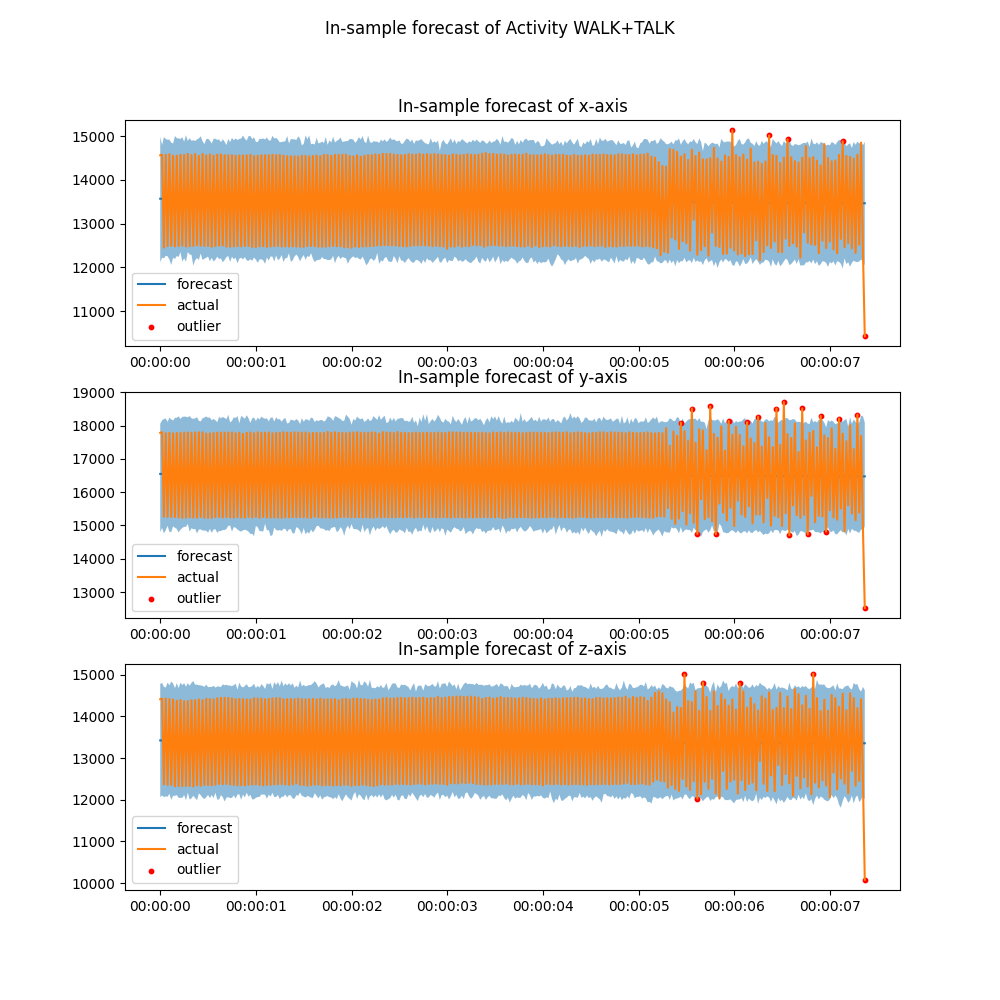 In-sample forecast of Activity WALK+TALK
In-sample forecast of x-axis
15000
14000
13000
12000
11000
forecast
actual
outlier
00:00:00 00:00:01 00:00:02 00:00:03 00:00:04 00:00:05 00:00:06 00:00:07
In-sample forecast of y-axis
19000
18000
17000
16000
15000
14000
13000
forecast
actual
outlier
00:00:00 00:00:01 00:00:02 00:00:03 00:00:04 00:00:05 00:00:06 00:00:07
In-sample forecast of z-axis
15000
14000
13000
12000
11000
10000
forecast
actual
outlier
00:00:00 00:00:01 00:00:02 00:00:03 00:00:04 00:00:05 00:00:06 00:00:07